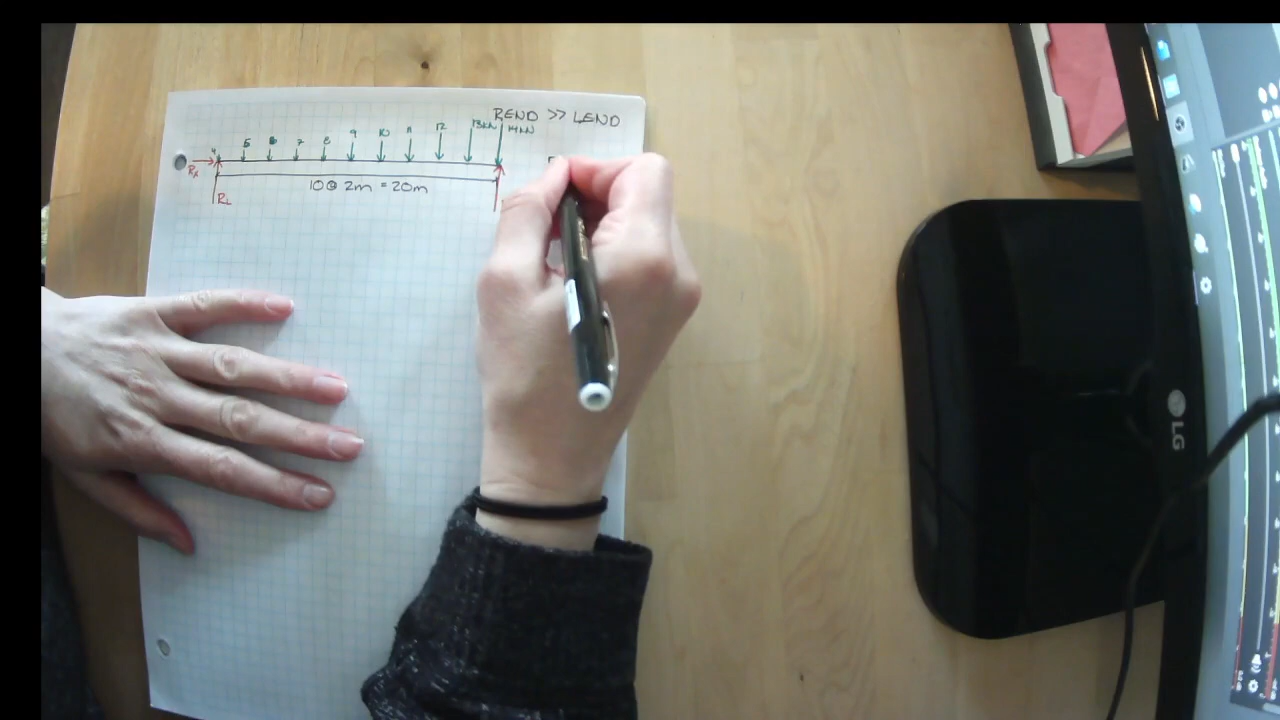 REND >> LEND
4 5 6 7 8 9 10 11 12 13kN 14kN
Rx
10@ 2m = 20m
RL
LG